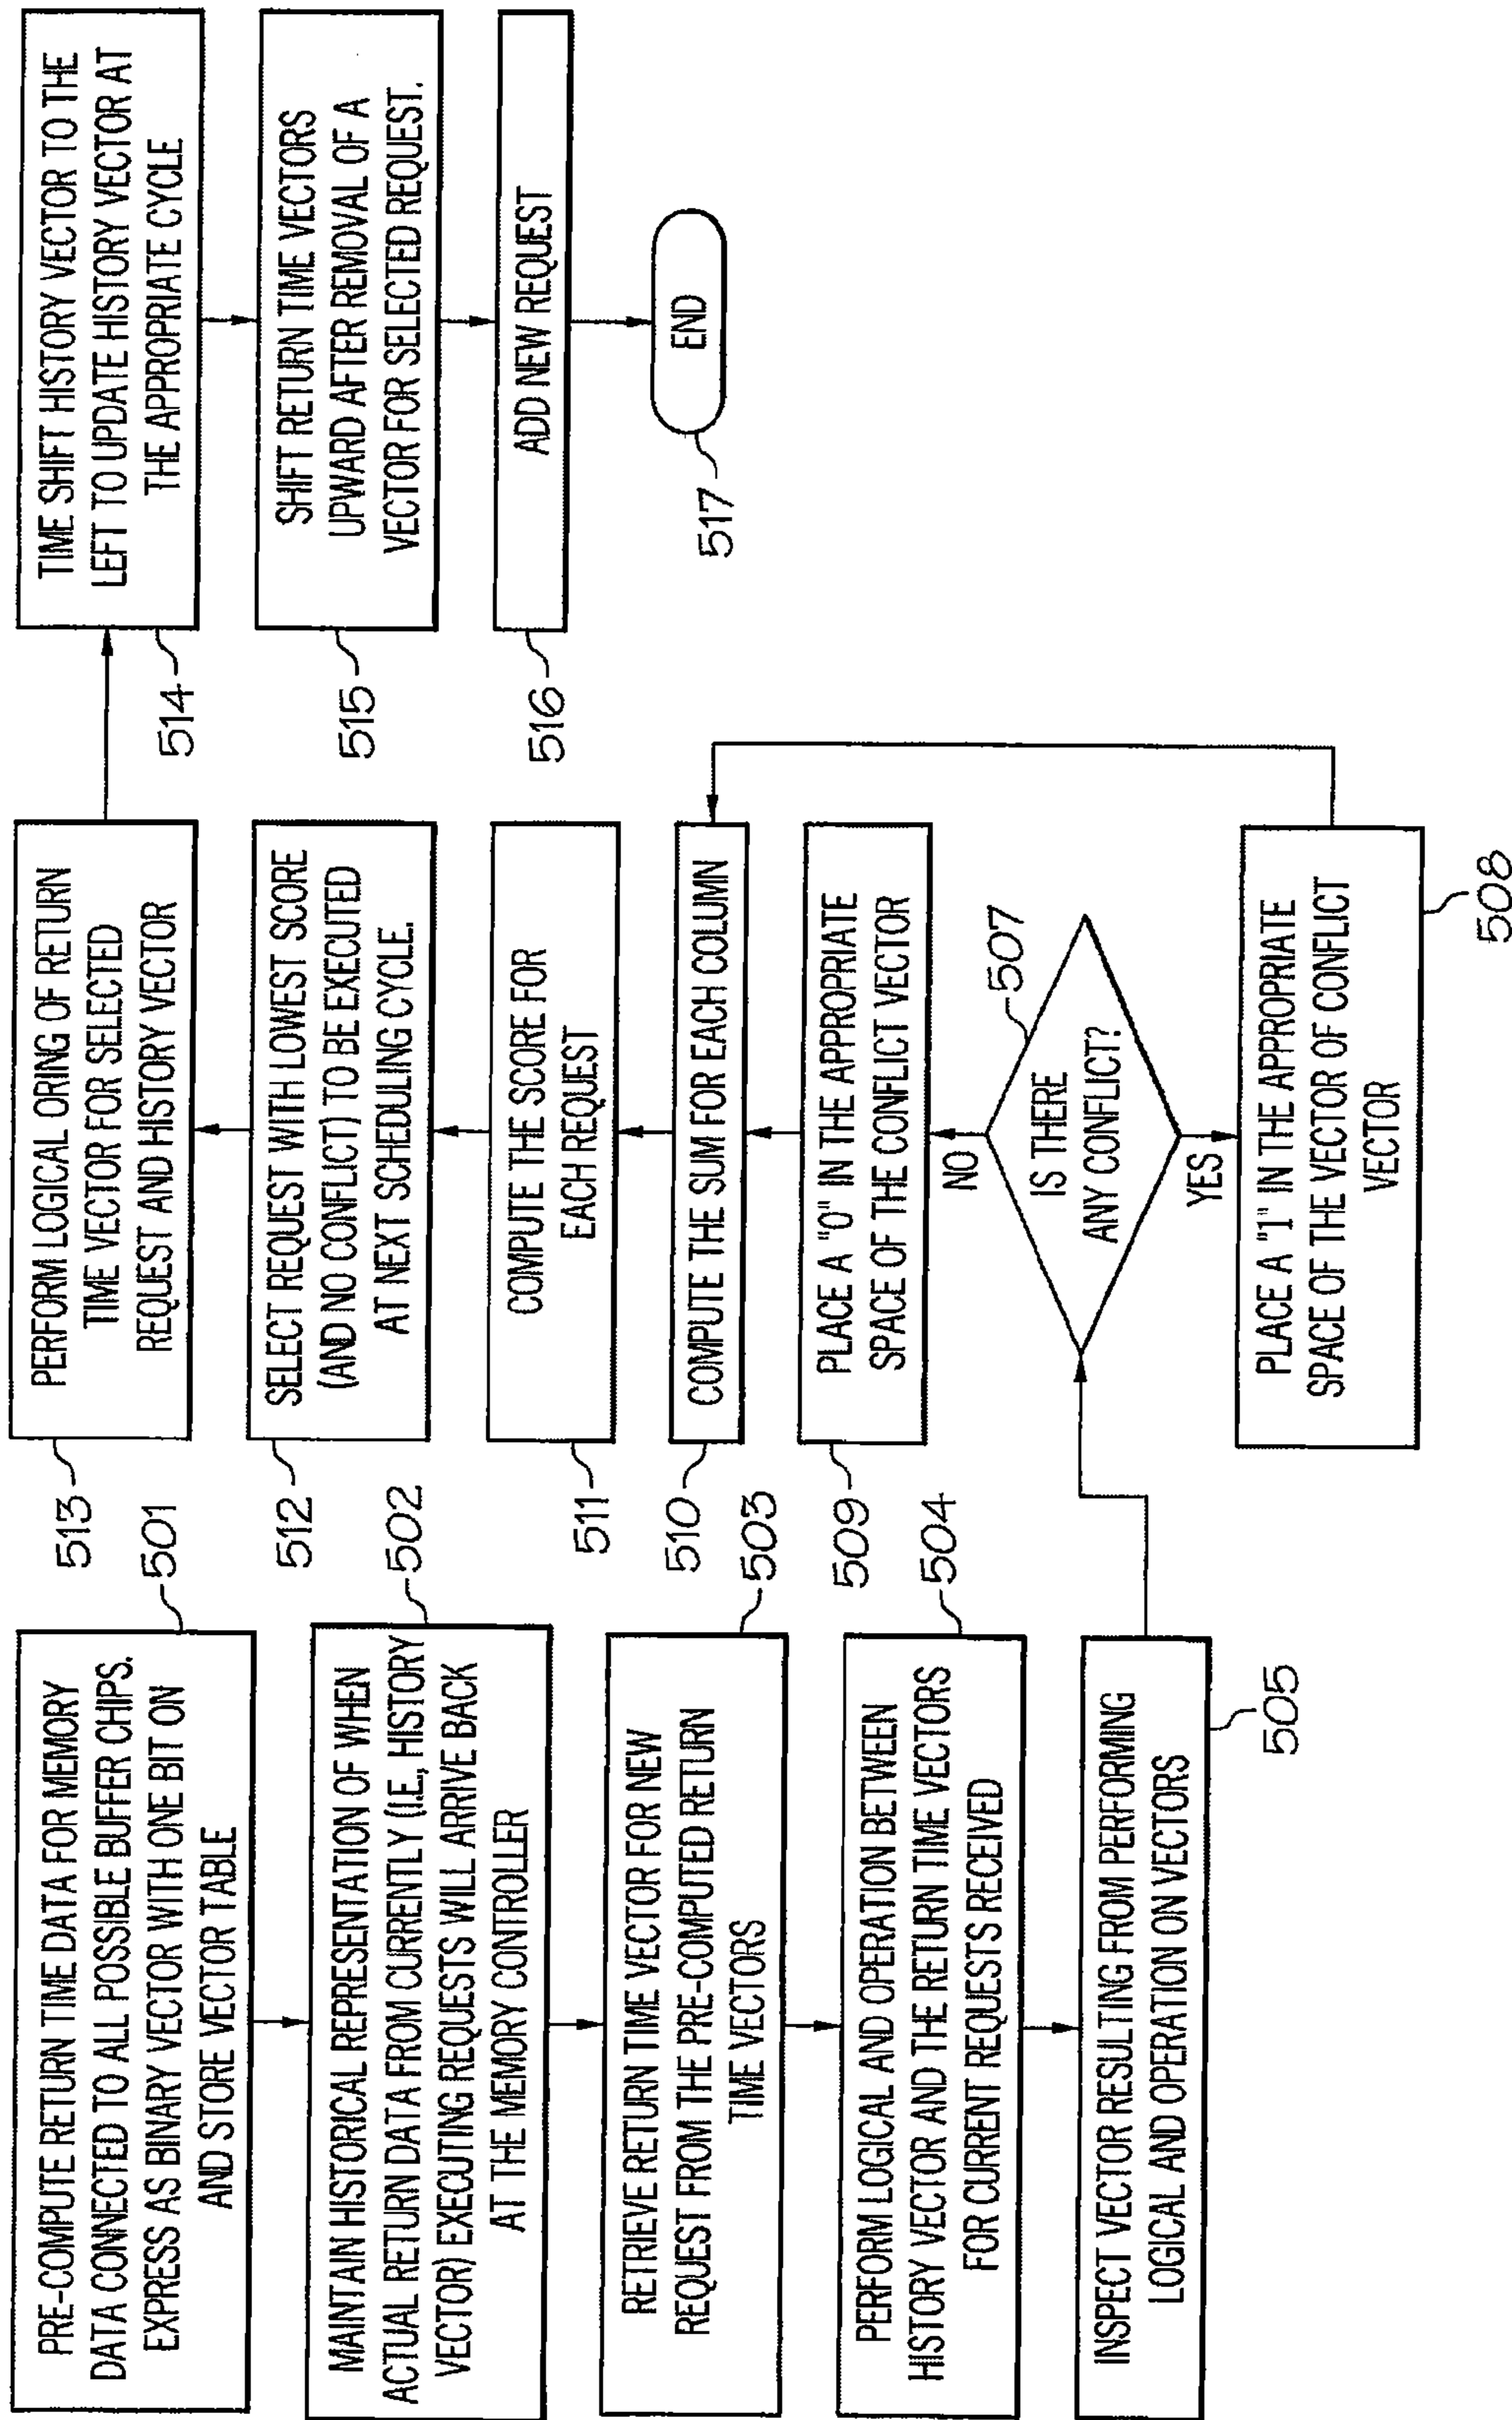 PRE-COMPUTE RETURN TIME DATA FOR MEMORY
DATA CONNECTED TO ALL POSSIBLE BUFFER CHIPS.
EXPRESS AS BINARY VECTOR WITH ONE BIT ON
AND STORE VECTOR TABLE
501
MAINTAIN HISTORICAL REPRESENTATION OF WHEN
ACTUAL RETURN DATA FROM CURRENTLY (I.E., HISTORY
VECTOR) EXECUTING REQUESTS WILL ARRIVE BACK
AT THE MEMORY CONTROLLER
502
RETRIEVE RETURN TIME VECTOR FOR NEW
REQUEST FROM THE PRE-COMPUTED RETURN
TIME VECTORS
503
PERFORM LOGICAL AND OPERATION BETWEEN
HISTORY VECTOR AND THE RETURN TIME VECTORS
FOR CURRENT REQUESTS RECEIVED
504
INSPECT VECTOR RESULTING FROM PERFORMING
LOGICAL AND OPERATION ON VECTORS
505
IS THERE
ANY CONFLICT?
507
NO
YES
PLACE A "1" IN THE APPROPRIATE
SPACE OF THE VECTOR OF CONFLICT
VECTOR
508
PLACE A "0" IN THE APPROPRIATE
SPACE OF THE CONFLICT VECTOR
509
COMPUTE THE SUM FOR EACH COLUMN
510
COMPUTE THE SCORE FOR
EACH REQUEST
511
SELECT REQUEST WITH LOWEST SCORE
(AND NO CONFLICT) TO BE EXECUTED
AT NEXT SCHEDULING CYCLE.
512
PERFORM LOGICAL ORING OF RETURN
TIME VECTOR FOR SELECTED
REQUEST AND HISTORY VECTOR
513
TIME SHIFT HISTORY VECTOR TO THE
LEFT TO UPDATE HISTORY VECTOR AT
THE APPROPRIATE CYCLE
514
SHIFT RETURN TIME VECTORS
UPWARD AFTER REMOVAL OF A
VECTOR FOR SELECTED REQUEST.
515
ADD NEW REQUEST
516
END
517